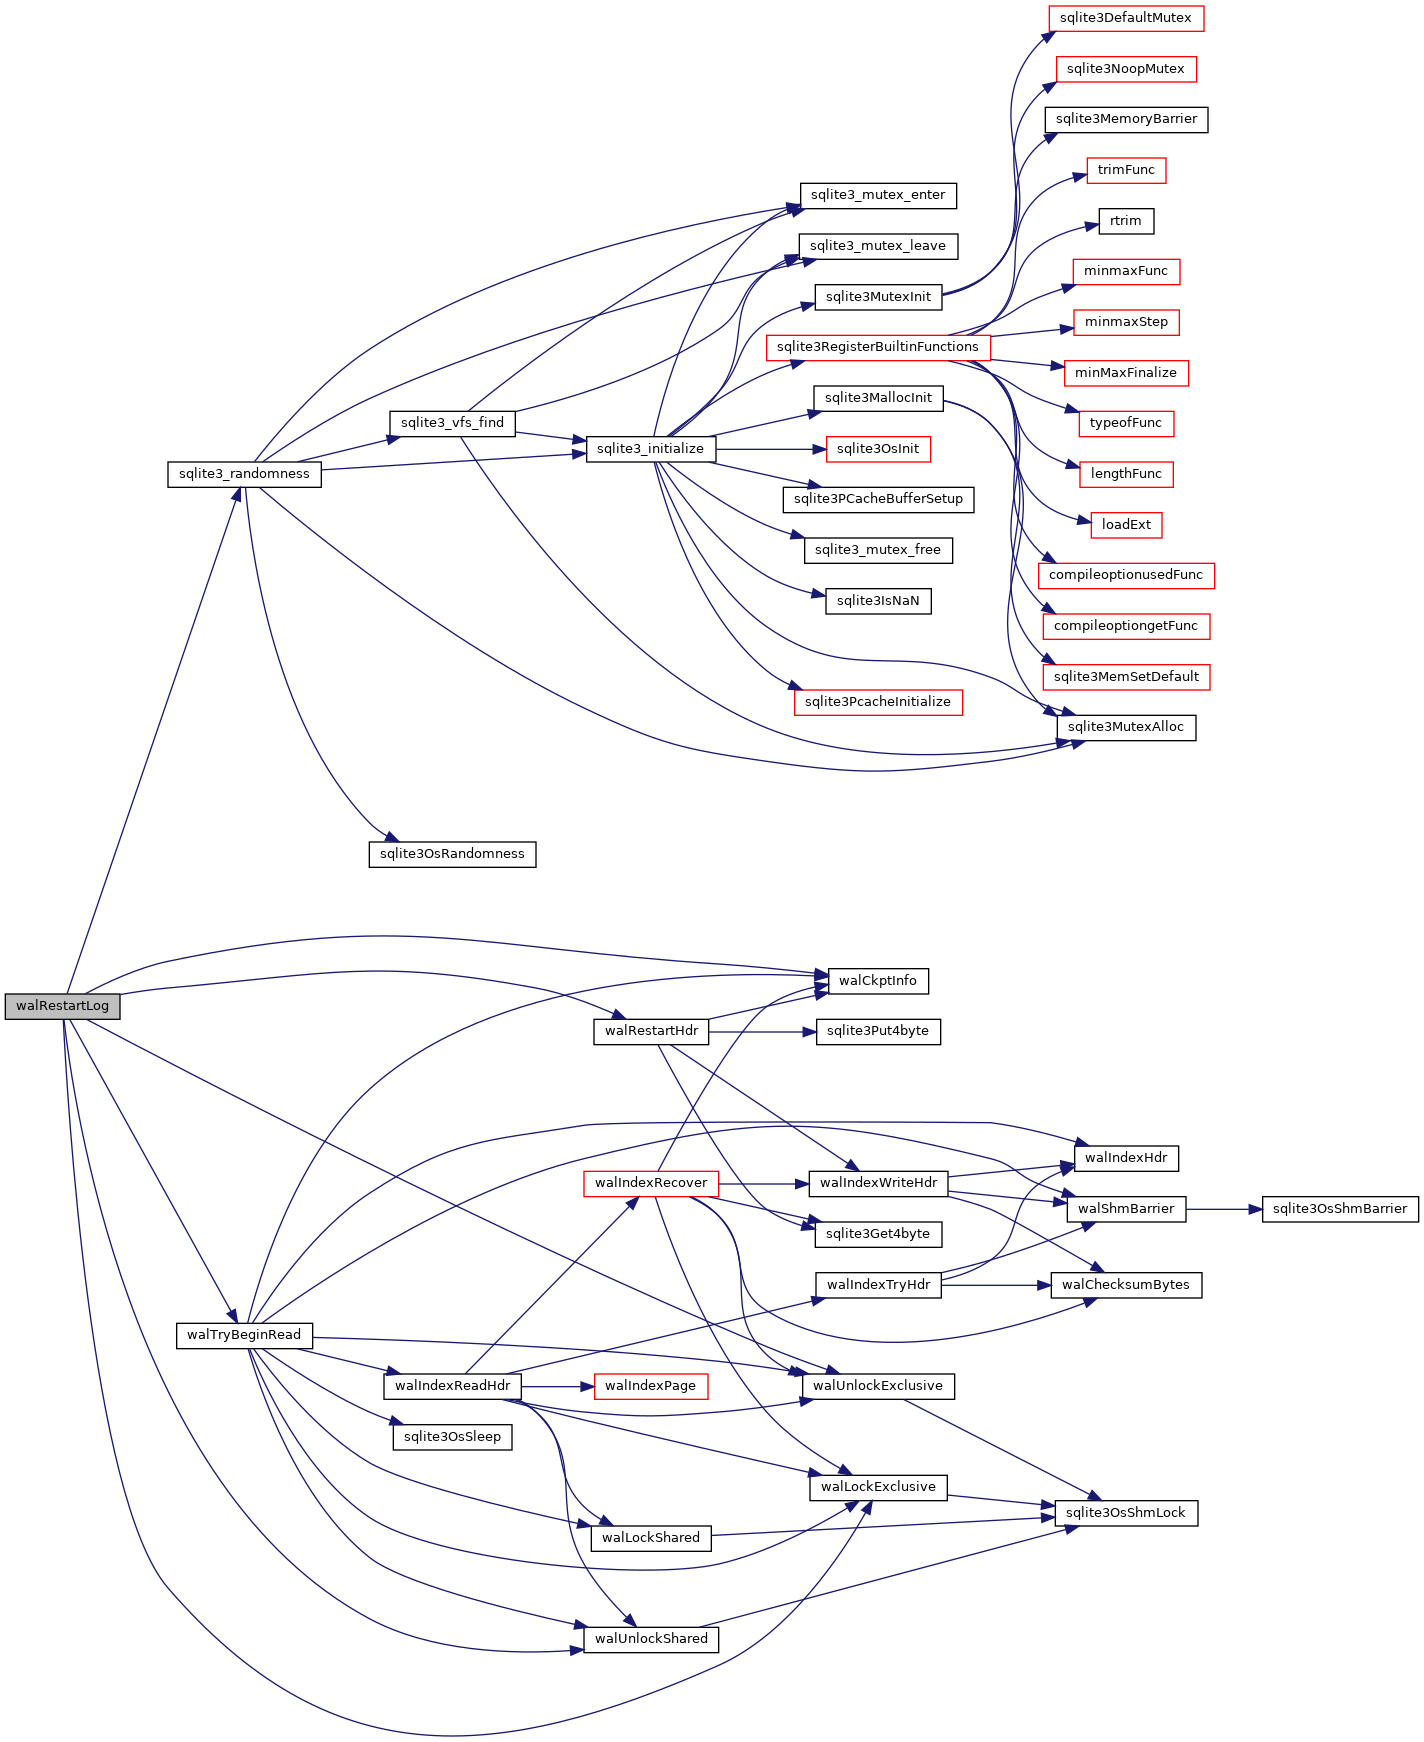 sqlite3DefaultMutex
sqlite3NoopMutex
sqlite3MemoryBarrier
trimFunc
sqlite3_mutex_enter
rtrim
sqlite3_mutex_leave
minmaxFunc
sqlite3MutexInit
minmaxStep
sqlite3RegisterBuiltinFunctions
minMaxFinalize
sqlite3MallocInit
typeofFunc
sqlite3_vfs_find
sqlite3_initialize
sqlite3OsInit
sqlite3_randomness
lengthFunc
sqlite3PCacheBufferSetup
loadExt
sqlite3_mutex_free
compileoptionusedFunc
sqlite3IsNaN
compileoptiongetFunc
sqlite3MemSetDefault
sqlite3PcacheInitialize
sqlite3MutexAlloc
sqlite3OsRandomness
walCkptInfo
walRestartLog
walRestartHdr
sqlite3Put4byte
walIndexHdr
walIndexRecover
walIndexWriteHdr
walShmBarrier
sqlite3OsShmBarrier
sqlite3Get4byte
walIndexTryHdr
walChecksumBytes
walTryBeginRead
walIndexReadHdr
walIndexPage
walUnlockExclusive
sqlite3OsSleep
walLockExclusive
sqlite3OsShmLock
walLockShared
walUnlockShared